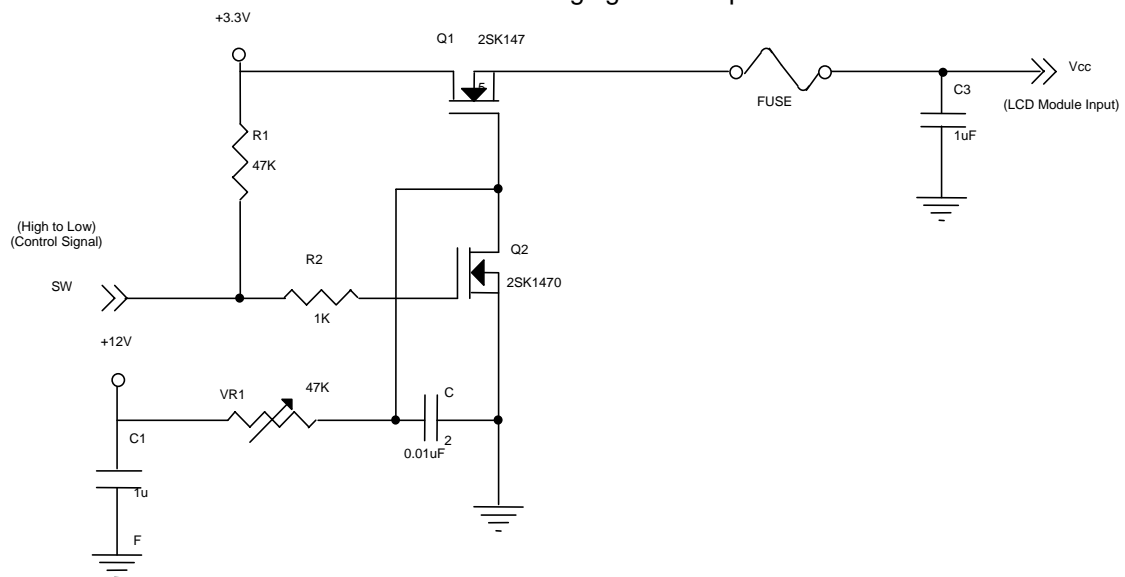 +3.3V
Q1
2SK147
5
FUSE
Vcc
C3
(LCD Module Input)
1uF
R1
47K
(High to Low)
(Control Signal)
SW
R2
1K
Q2
2SK1470
+12V
VR1
47K
C
2
0.01uF
C1
1u
F